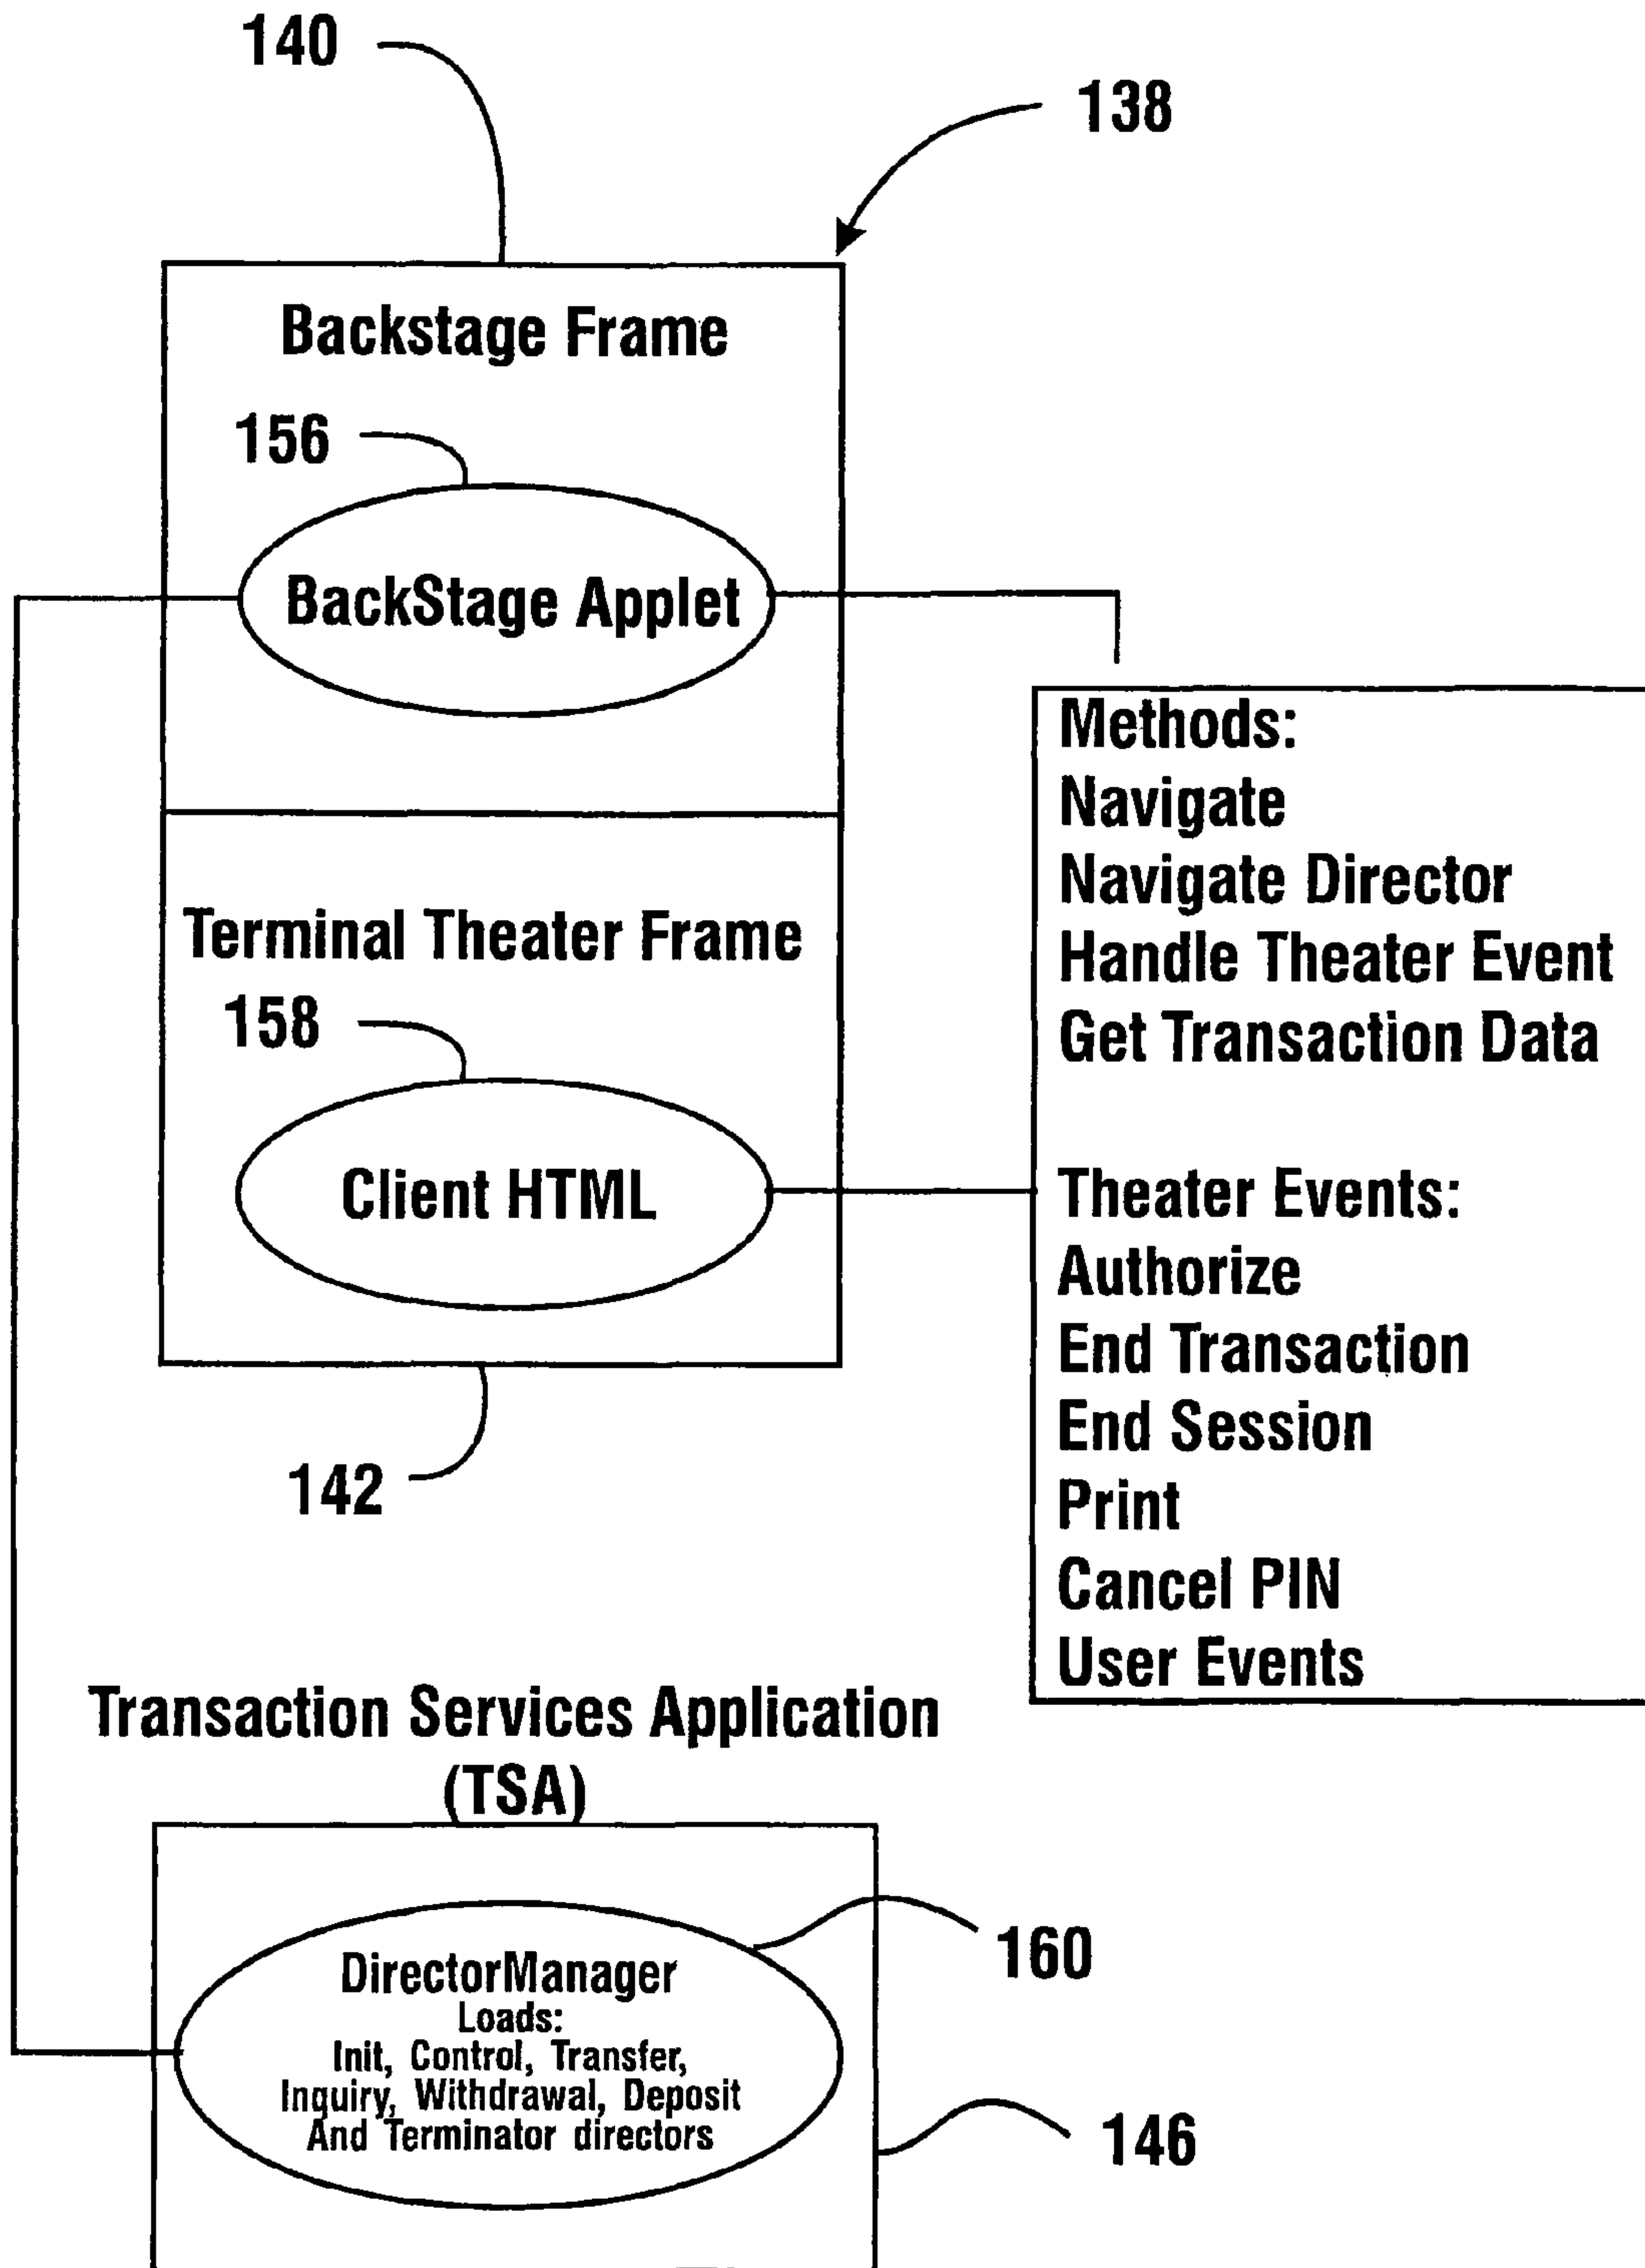 140
138
Backstage Frame
156
BackStage Applet
Methods:
Navigate
Navigate Director
Handle Theater Event
Get Transaction Data
Terminal Theater Frame
158
Client HTML
Theater Events:
Authorize
End Transaction
End Session
Print
Cancel PIN
User Events
142
Transaction Services Application
(TSA)
DirectorManager
Loads:
Init, Control, Transfer,
Inquiry, Withdrawal, Deposit
And Terminator directors
160
146